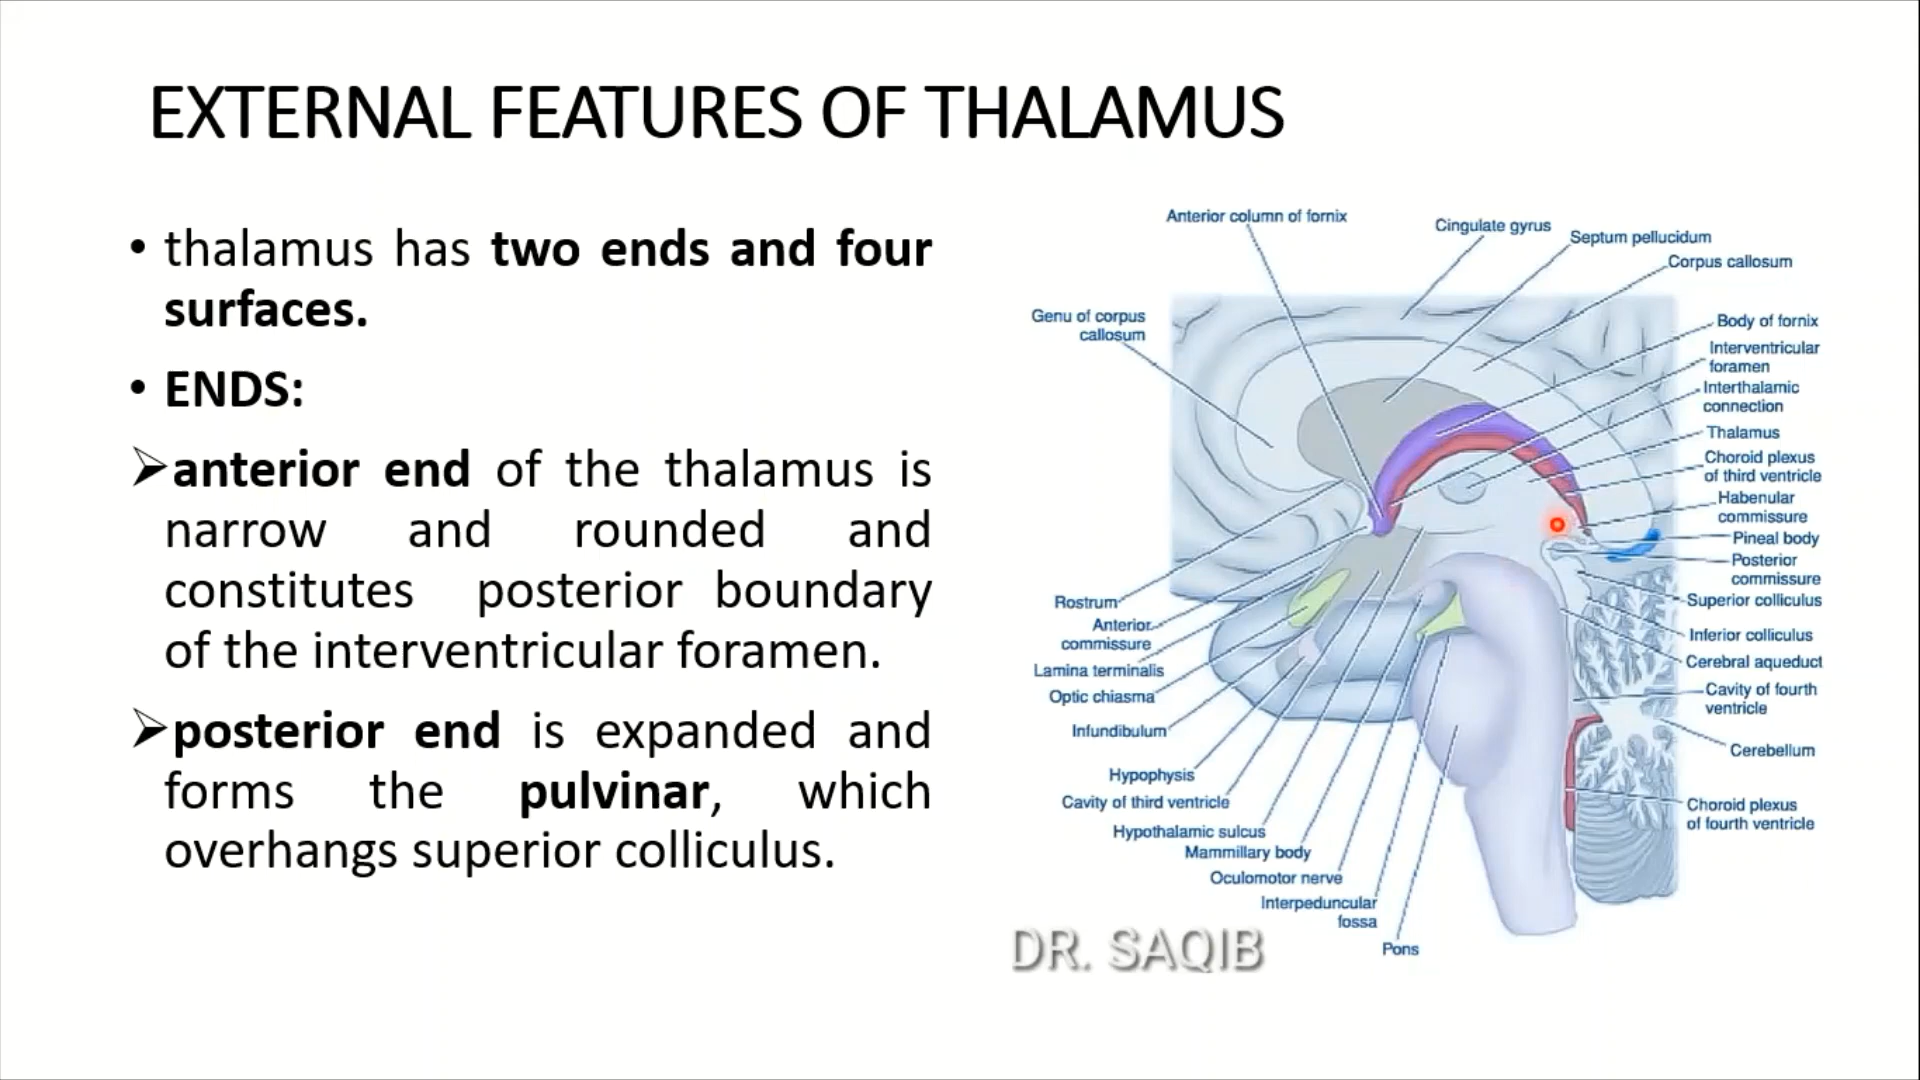 EXTERNAL FEATURES OF THALAMUS
• thalamus has two ends and four
surfaces.
• ENDS:
➢anterior end of the thalamus is
narrow and rounded and
constitutes posterior boundary
of the interventricular foramen.
➢posterior end is expanded and
forms the pulvinar, which
overhangs superior colliculus.
Anterior column of fornix
Cingulate gyrus
Septum pellucidum
Corpus callosum
Genu of corpus
callosum
Body of fornix
Interventricular
foramen
Interthalamic
connection
Thalamus
Choroid plexus
of third ventricle
Habenular
commissure
Pineal body
Posterior
commissure
Superior colliculus
Inferior colliculus
Cerebral aqueduct
Cavity of fourth
ventricle
Cerebellum
Choroid plexus
of fourth ventricle
Rostrum
Anterior
commissure
Lamina terminalis
Optic chiasma
Infundibulum
Hypophysis
Cavity of third ventricle
Hypothalamic sulcus
Mammillary body
Oculomotor nerve
Interpeduncular
fossa
Pons
DR. SAQIB